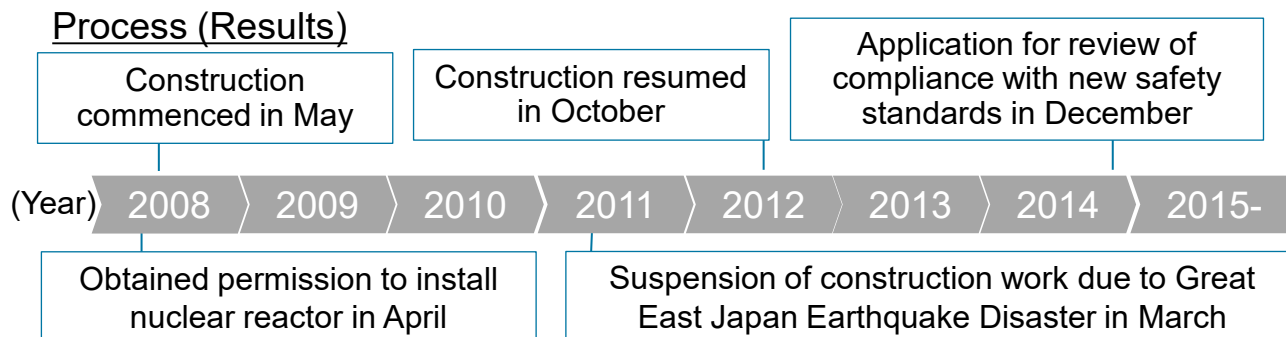 Process (Results)
Construction
commenced in May
Construction resumed
in October
Application for review of
compliance with new safety
standards in December
(Year) 2008 2009 2010 2011 2012 2013 2014 2015-
Obtained permission to install
nuclear reactor in April
Suspension of construction work due to Great
East Japan Earthquake Disaster in March